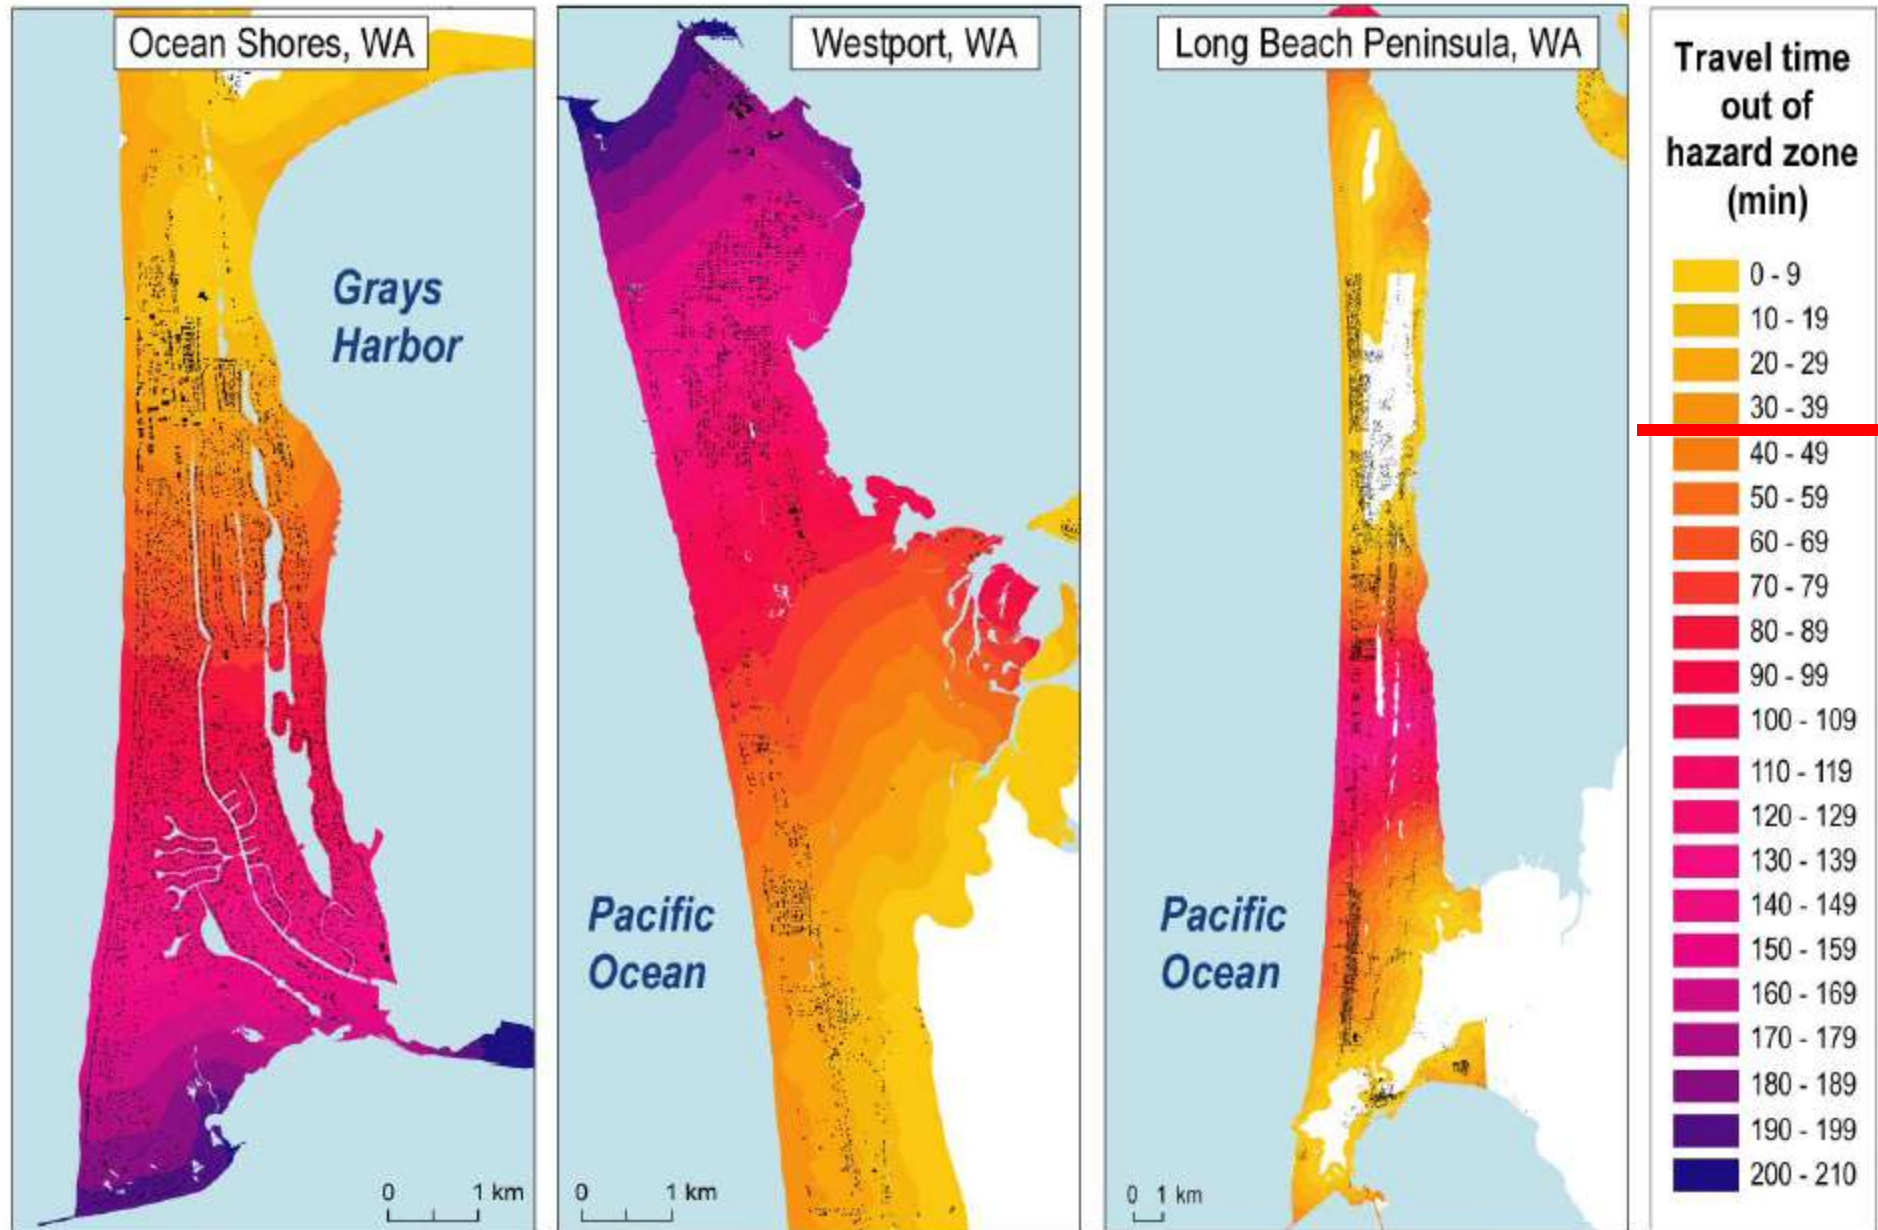 Ocean Shores, WA
Grays
Harbor
0 1 km
Westport, WA
Pacific
Ocean
0 1 km
Long Beach Peninsula, WA
Pacific
Ocean
0 1 km
Travel time
out of
hazard zone
(min)
0 - 9
10 - 19
20 - 29
30 - 39
40 - 49
50 - 59
60 - 69
70 - 79
80 - 89
90 - 99
100 - 109
110 - 119
120 - 129
130 - 139
140 - 149
150 - 159
160 - 169
170 - 179
180 - 189
190 - 199
200 - 210